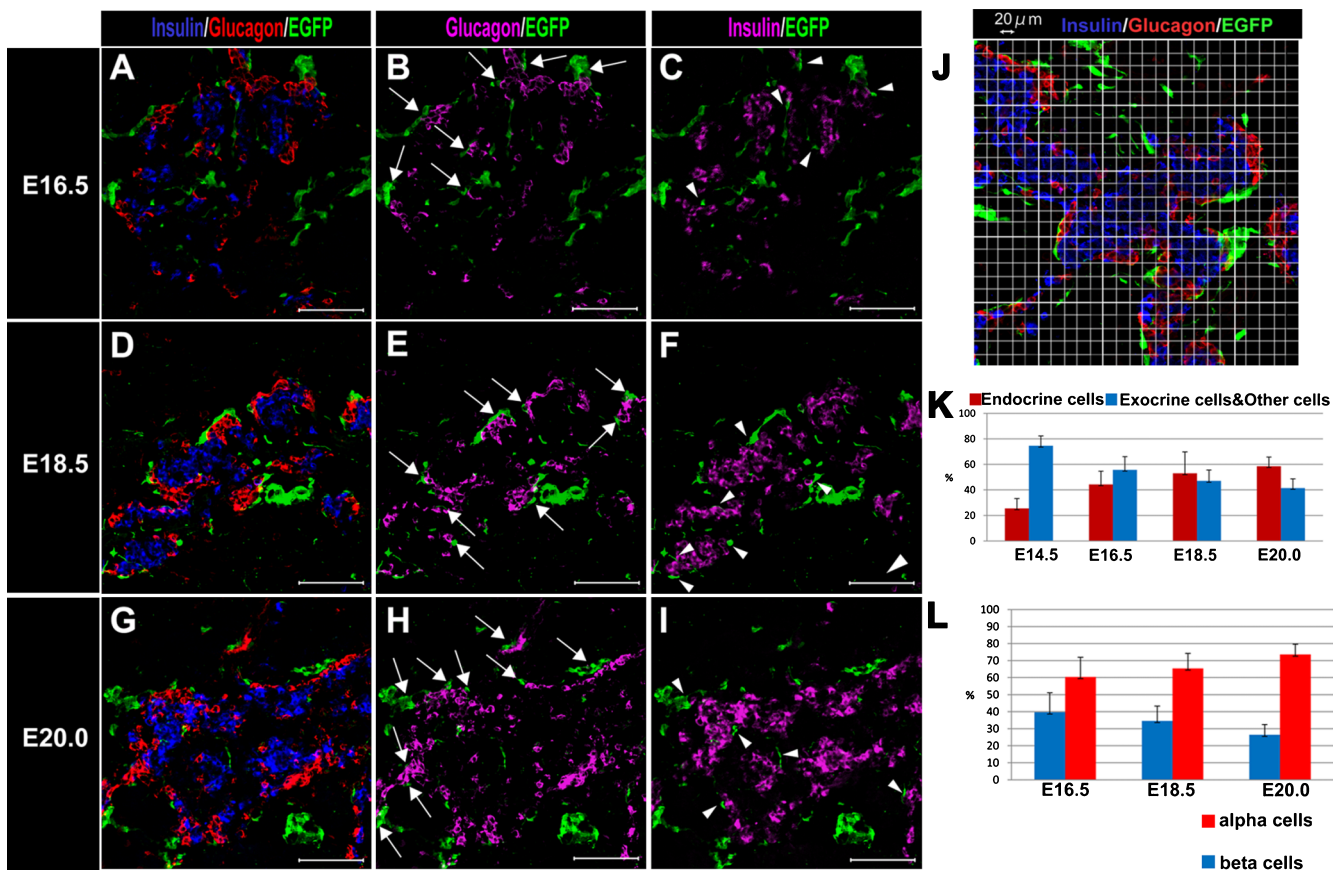 Insulin/Glucagon/EGFP
Glucagon/EGFP
Insulin/EGFP
E16.5
A
B
C
E18.5
D
E
F
E20.0
G
H
I
20μm
Insulin/Glucagon/EGFP
J
K
Endocrine cells
Exocrine cells&Other cells
100
80
60
40
20
0
%
E14.5
E16.5
E18.5
E20.0
L
100
90
80
70
60
50
40
30
20
10
0
%
E16.5
E18.5
E20.0
alpha cells
beta cells